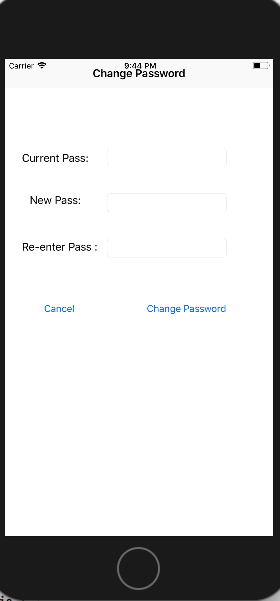 Carrier 9:44 PM
Change Password
Current Pass:
New Pass:
Re-enter Pass :
Cancel Change Password